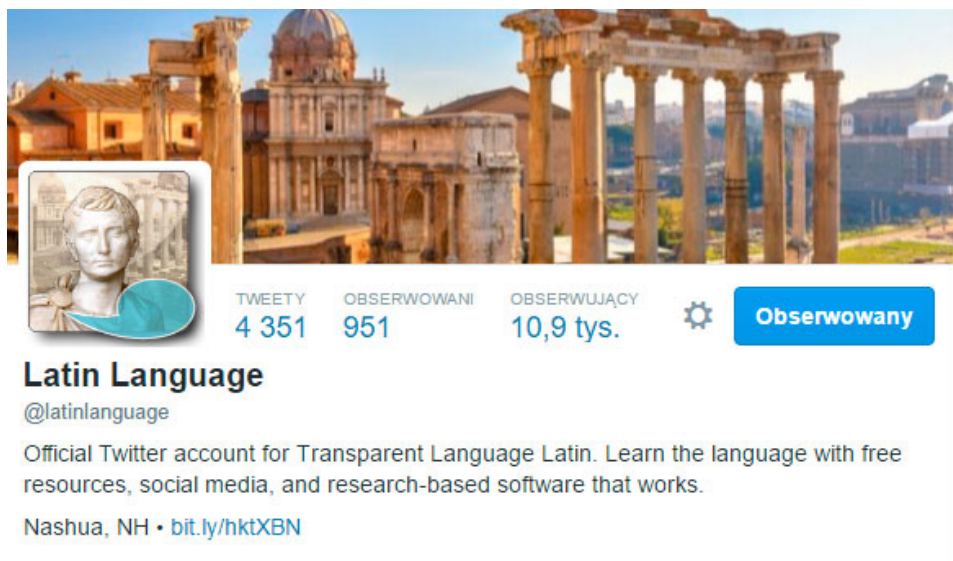 TWEETY OBSERWOWANI OBSERWUJĄCY
4 351 951 10,9 tys. Obserwowany
Latin Language
@latinlanguage
Official Twitter account for Transparent Language Latin. Learn the language with free
resources, social media, and research-based software that works.
Nashua, NH • bit.ly/hktXBN